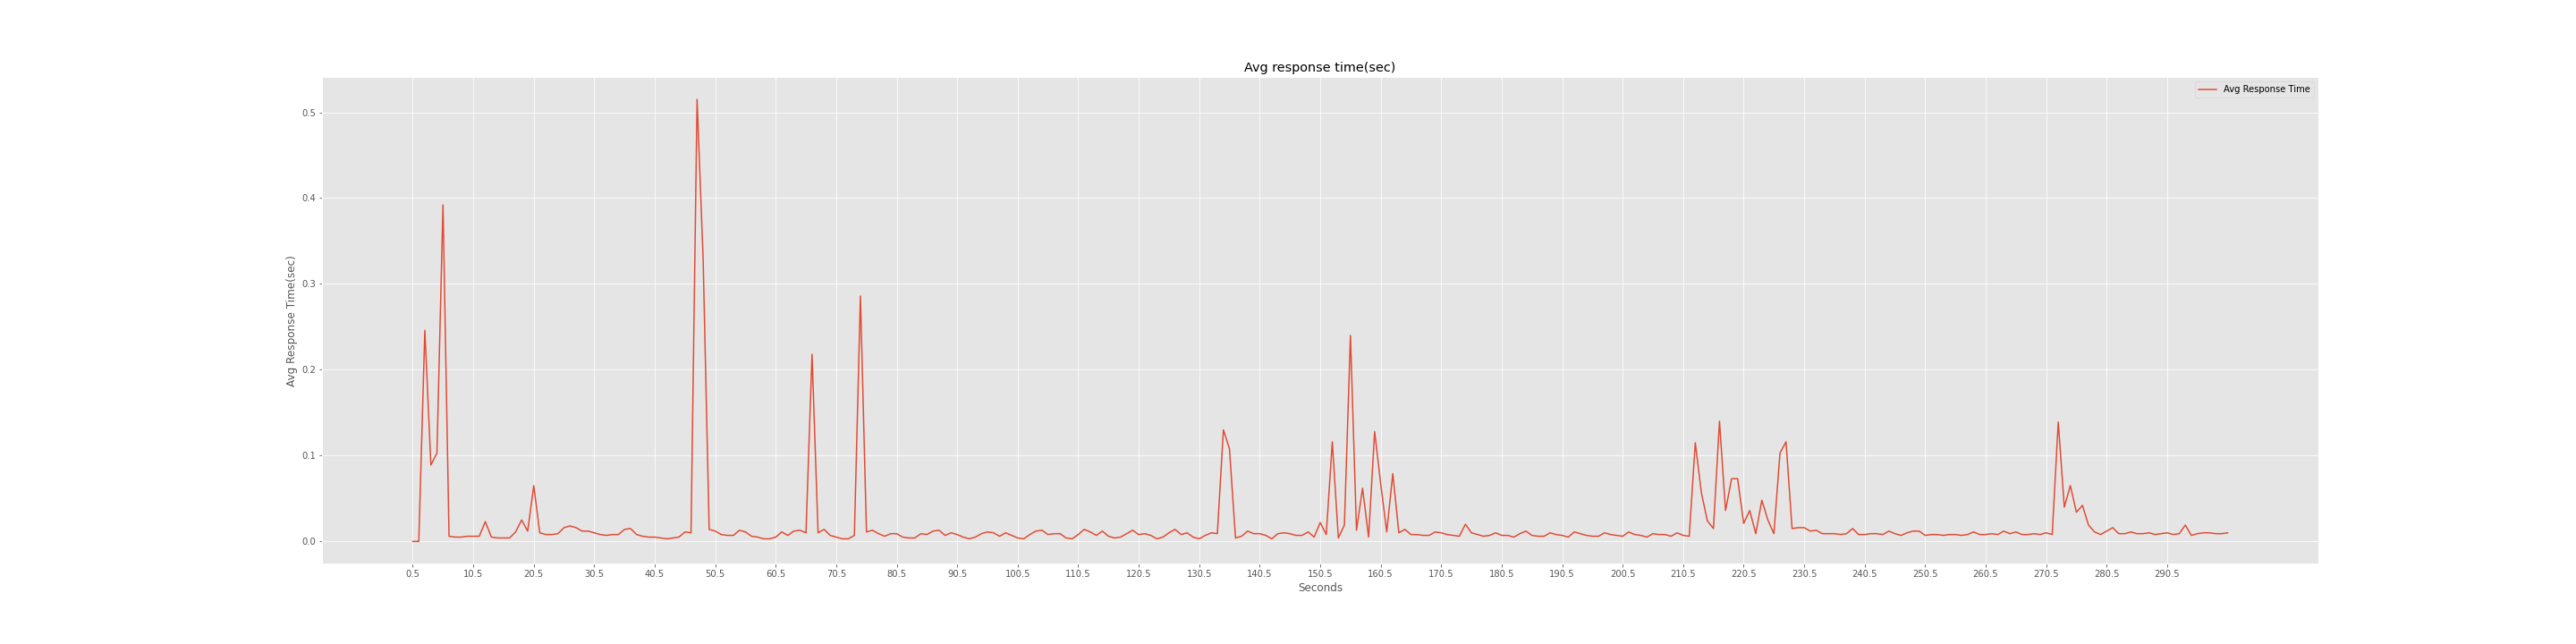 Avg response time(sec)
Avg Response Time
Avg Response Time(sec)
0.5
0.4
0.3
0.2
0.1
0.0
0.5 10.5 20.5 30.5 40.5 50.5 60.5 70.5 80.5 90.5 100.5 110.5 120.5 130.5 140.5 150.5 160.5 170.5 180.5 190.5 200.5 210.5 220.5 230.5 240.5 250.5 260.5 270.5 280.5 290.5
Seconds